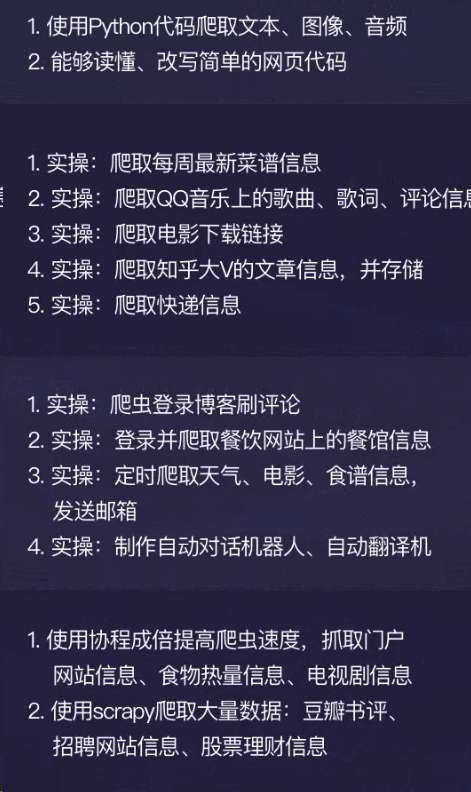 1. 使用Python代码爬取文本、图像、音频
2. 能够读懂、改写简单的网页代码
1. 实操：爬取每周最新菜谱信息
2. 实操：爬取QQ音乐上的歌曲、歌词、评论信息
3. 实操：爬取电影下载链接
4. 实操：爬取知乎大V的文章信息，并存储
5. 实操：爬取快递信息
1. 实操：爬虫登录博客刷评论
2. 实操：登录并爬取餐饮网站上的餐馆信息
3. 实操：定时爬取天气、电影、食谱信息，
发送邮箱
4. 实操：制作自动对话机器人、自动翻译机
1. 使用协程成倍提高爬虫速度，抓取门户
网站信息、食物热量信息、电视剧信息
2. 使用scrapy爬取大量数据：豆瓣书评、
招聘网站信息、股票理财信息